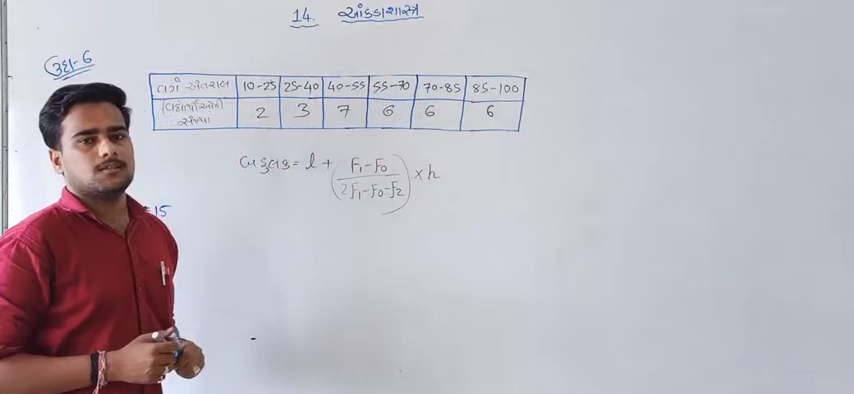 14. આંકડાશાસ્ત્ર
ઉદા-6
વર્ગ અંતરાલ 10-25 25-40 40-55 55-70 70-85 85-100
વિદ્યાર્થીઓની સંખ્યા 2 3 7 6 6 6
બહુલક = l + (F₁-F₀ / 2F₁-F₀-F₂) × h
= 15